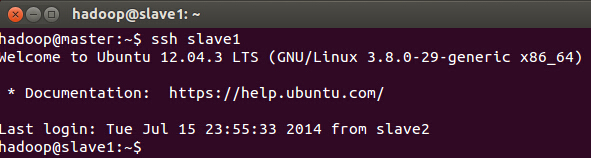 hadoop@slave1: ~
hadoop@master:~$ ssh slave1
Welcome to Ubuntu 12.04.3 LTS (GNU/Linux 3.8.0-29-generic x86_64)
* Documentation:  https://help.ubuntu.com/
Last login: Tue Jul 15 23:55:33 2014 from slave2
hadoop@slave1:~$